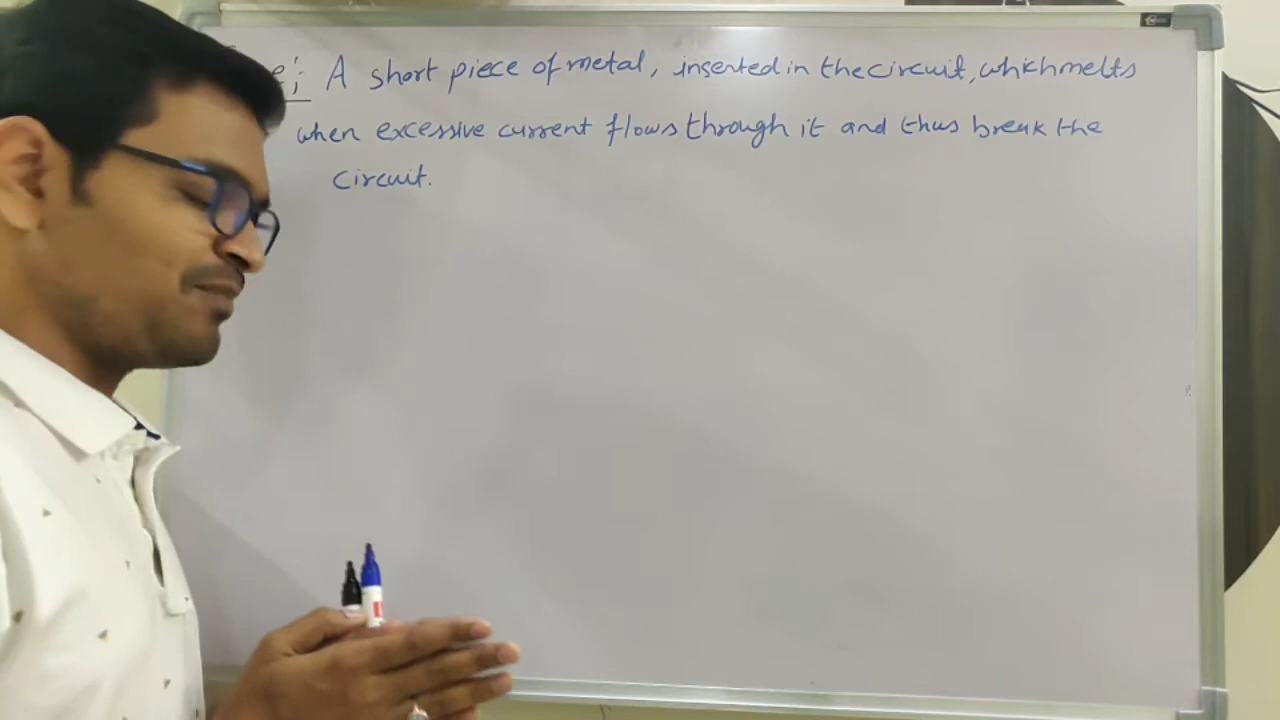 A short piece of metal, inserted in the circuit, which melts
when excessive current flows through it and thus break the
circuit.